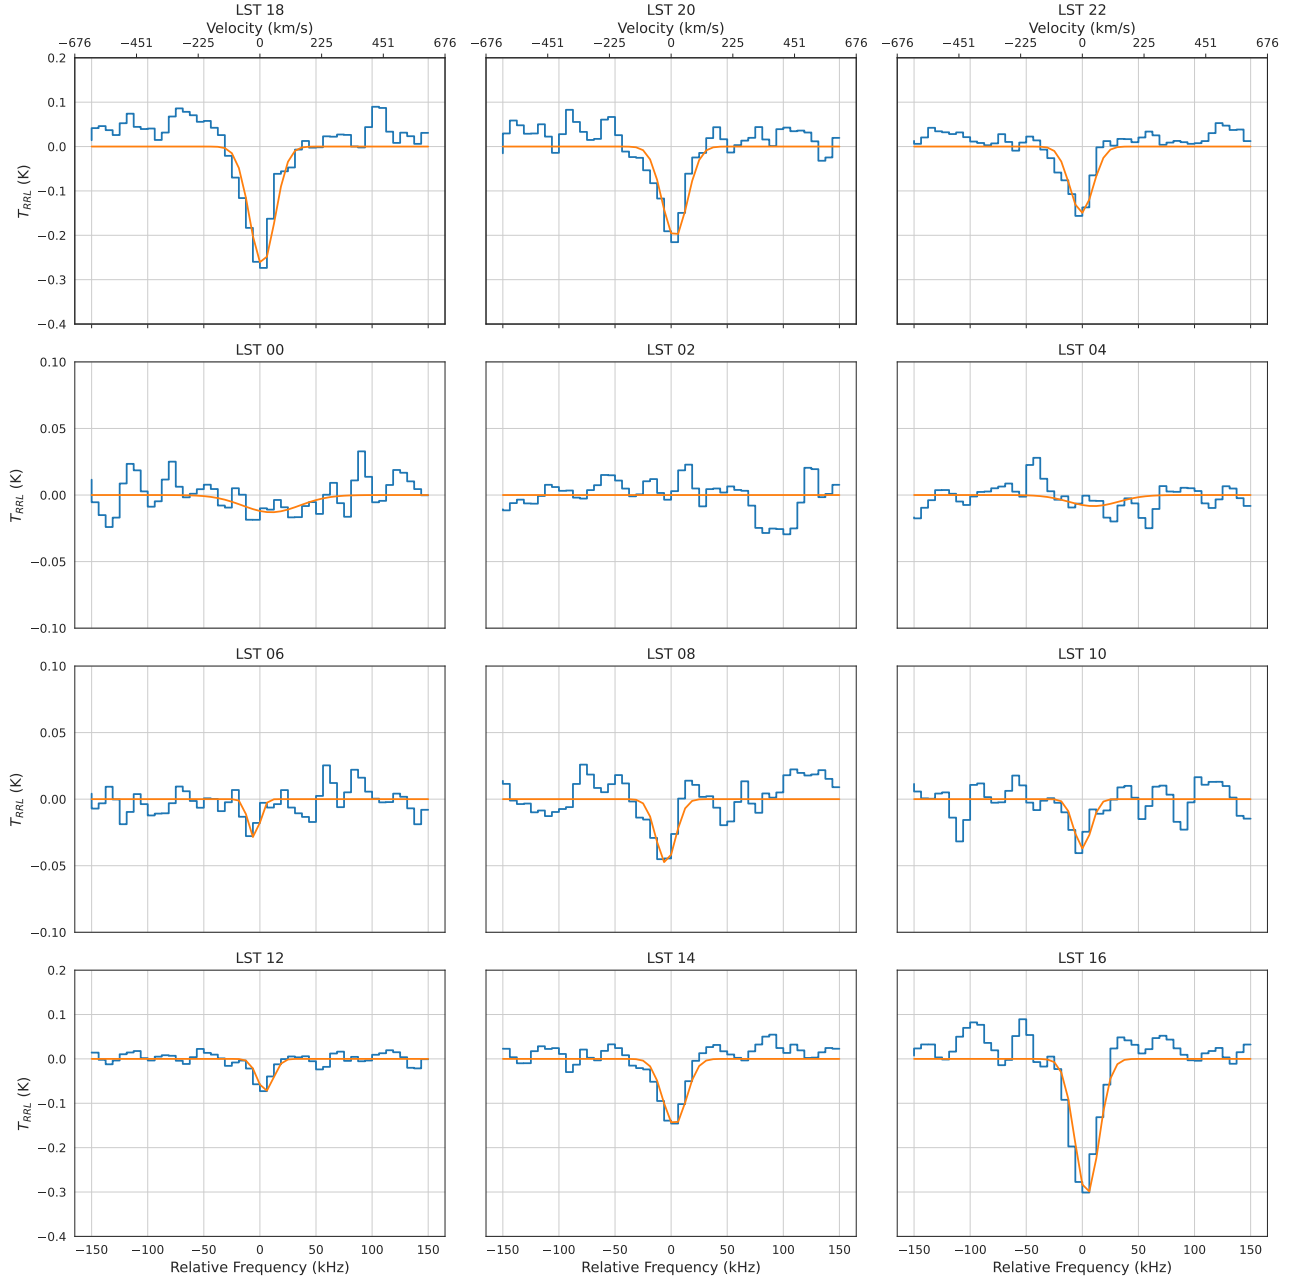 LST 18 LST 20 LST 22
Velocity (km/s) Velocity (km/s) Velocity (km/s)
−676 −451 −225 0 225 451 676 −676 −451 −225 0 225 451 676 −676 −451 −225 0 225 451 676
0.2
0.1
0.0
−0.1
−0.2
−0.3
−0.4
T_RRL (K)
LST 00 LST 02 LST 04
0.10
0.05
0.00
−0.05
−0.10
T_RRL (K)
LST 06 LST 08 LST 10
0.10
0.05
0.00
−0.05
−0.10
T_RRL (K)
LST 12 LST 14 LST 16
0.2
0.1
0.0
−0.1
−0.2
−0.3
−0.4
T_RRL (K)
−150 −100 −50 0 50 100 150 −150 −100 −50 0 50 100 150 −150 −100 −50 0 50 100 150
Relative Frequency (kHz) Relative Frequency (kHz) Relative Frequency (kHz)